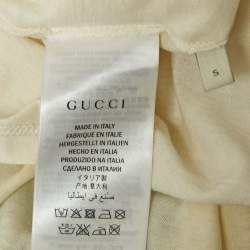 GUCCI
MADE IN ITALY
FABRIQUÉ EN ITALIE
HERGESTELLT IN ITALIEN
HECHO EN ITALIA
PRODUZIDO NA ITÁLIA
СДЕЛАНО В ИТАЛИИ
イタリア製
产地 意大利
صنع في إيطاليا
S